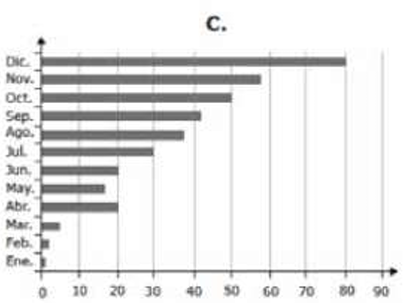 C.
Dic.
Nov.
Oct.
Sep.
Ago.
Jul.
Jun.
May.
Abr.
Mar.
Feb.
Ene.
0 10 20 30 40 50 60 70 80 90